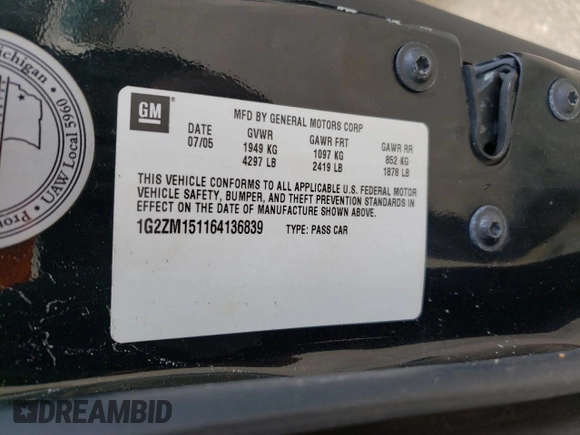 Michigan
UAW Local 5960
Prou
GM
MFD BY GENERAL MOTORS CORP
DATE GVWR GAWR FRT GAWR RR
07/05 1949 KG 1097 KG 852 KG
4297 LB 2419 LB 1878 LB
THIS VEHICLE CONFORMS TO ALL APPLICABLE U.S. FEDERAL MOTOR
VEHICLE SAFETY, BUMPER, AND THEFT PREVENTION STANDARDS IN
EFFECT ON THE DATE OF MANUFACTURE SHOWN ABOVE.
1G2ZM151164136839 TYPE: PASS CAR
DREAMBID